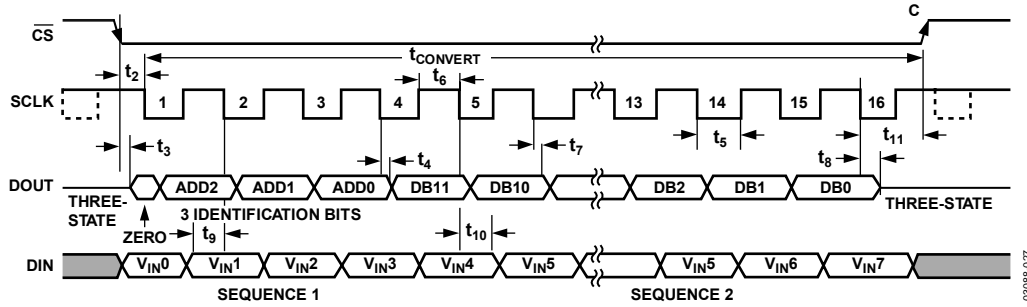 C
CS
tCONVERT
t2
t6
SCLK
1 2 3 4 5 13 14 15 16
t3
t4
t7
t5
t8
t11
DOUT
ADD2 ADD1 ADD0 DB11 DB10 DB2 DB1 DB0
THREE-
STATE
3 IDENTIFICATION BITS
THREE-STATE
ZERO
t9
t10
DIN
VIN0 VIN1 VIN2 VIN3 VIN4 VIN5 VIN5 VIN6 VIN7
SEQUENCE 1
SEQUENCE 2
03088-027